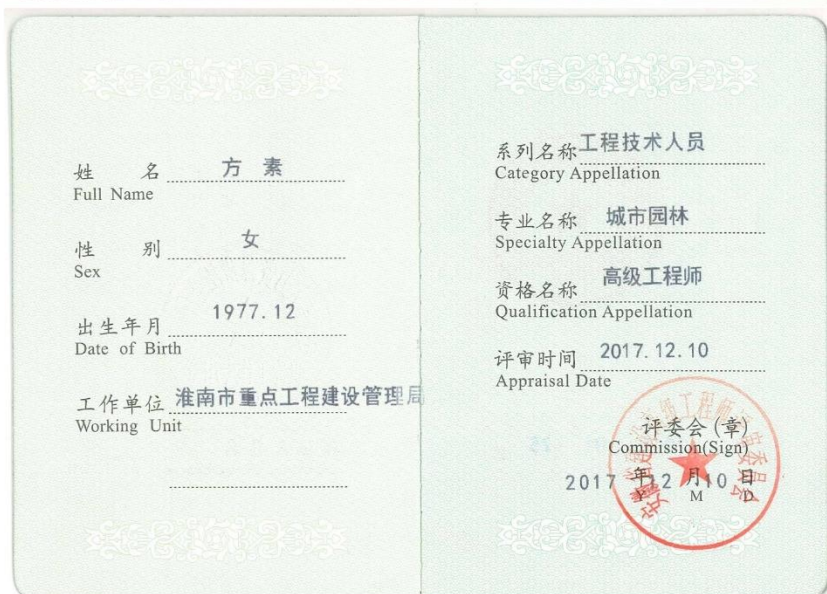 姓 名 方 素
Full Name
性 别 女
Sex
出生年月 1977.12
Date of Birth
工作单位 淮南市重点工程建设管理局
Working Unit
系列名称 工程技术人员
Category Appellation
专业名称 城市园林
Specialty Appellation
资格名称 高级工程师
Qualification Appellation
评审时间 2017.12.10
Appraisal Date
评委会(章)
Commission(Sign)
2017 年 12 月 10 日
Y M D